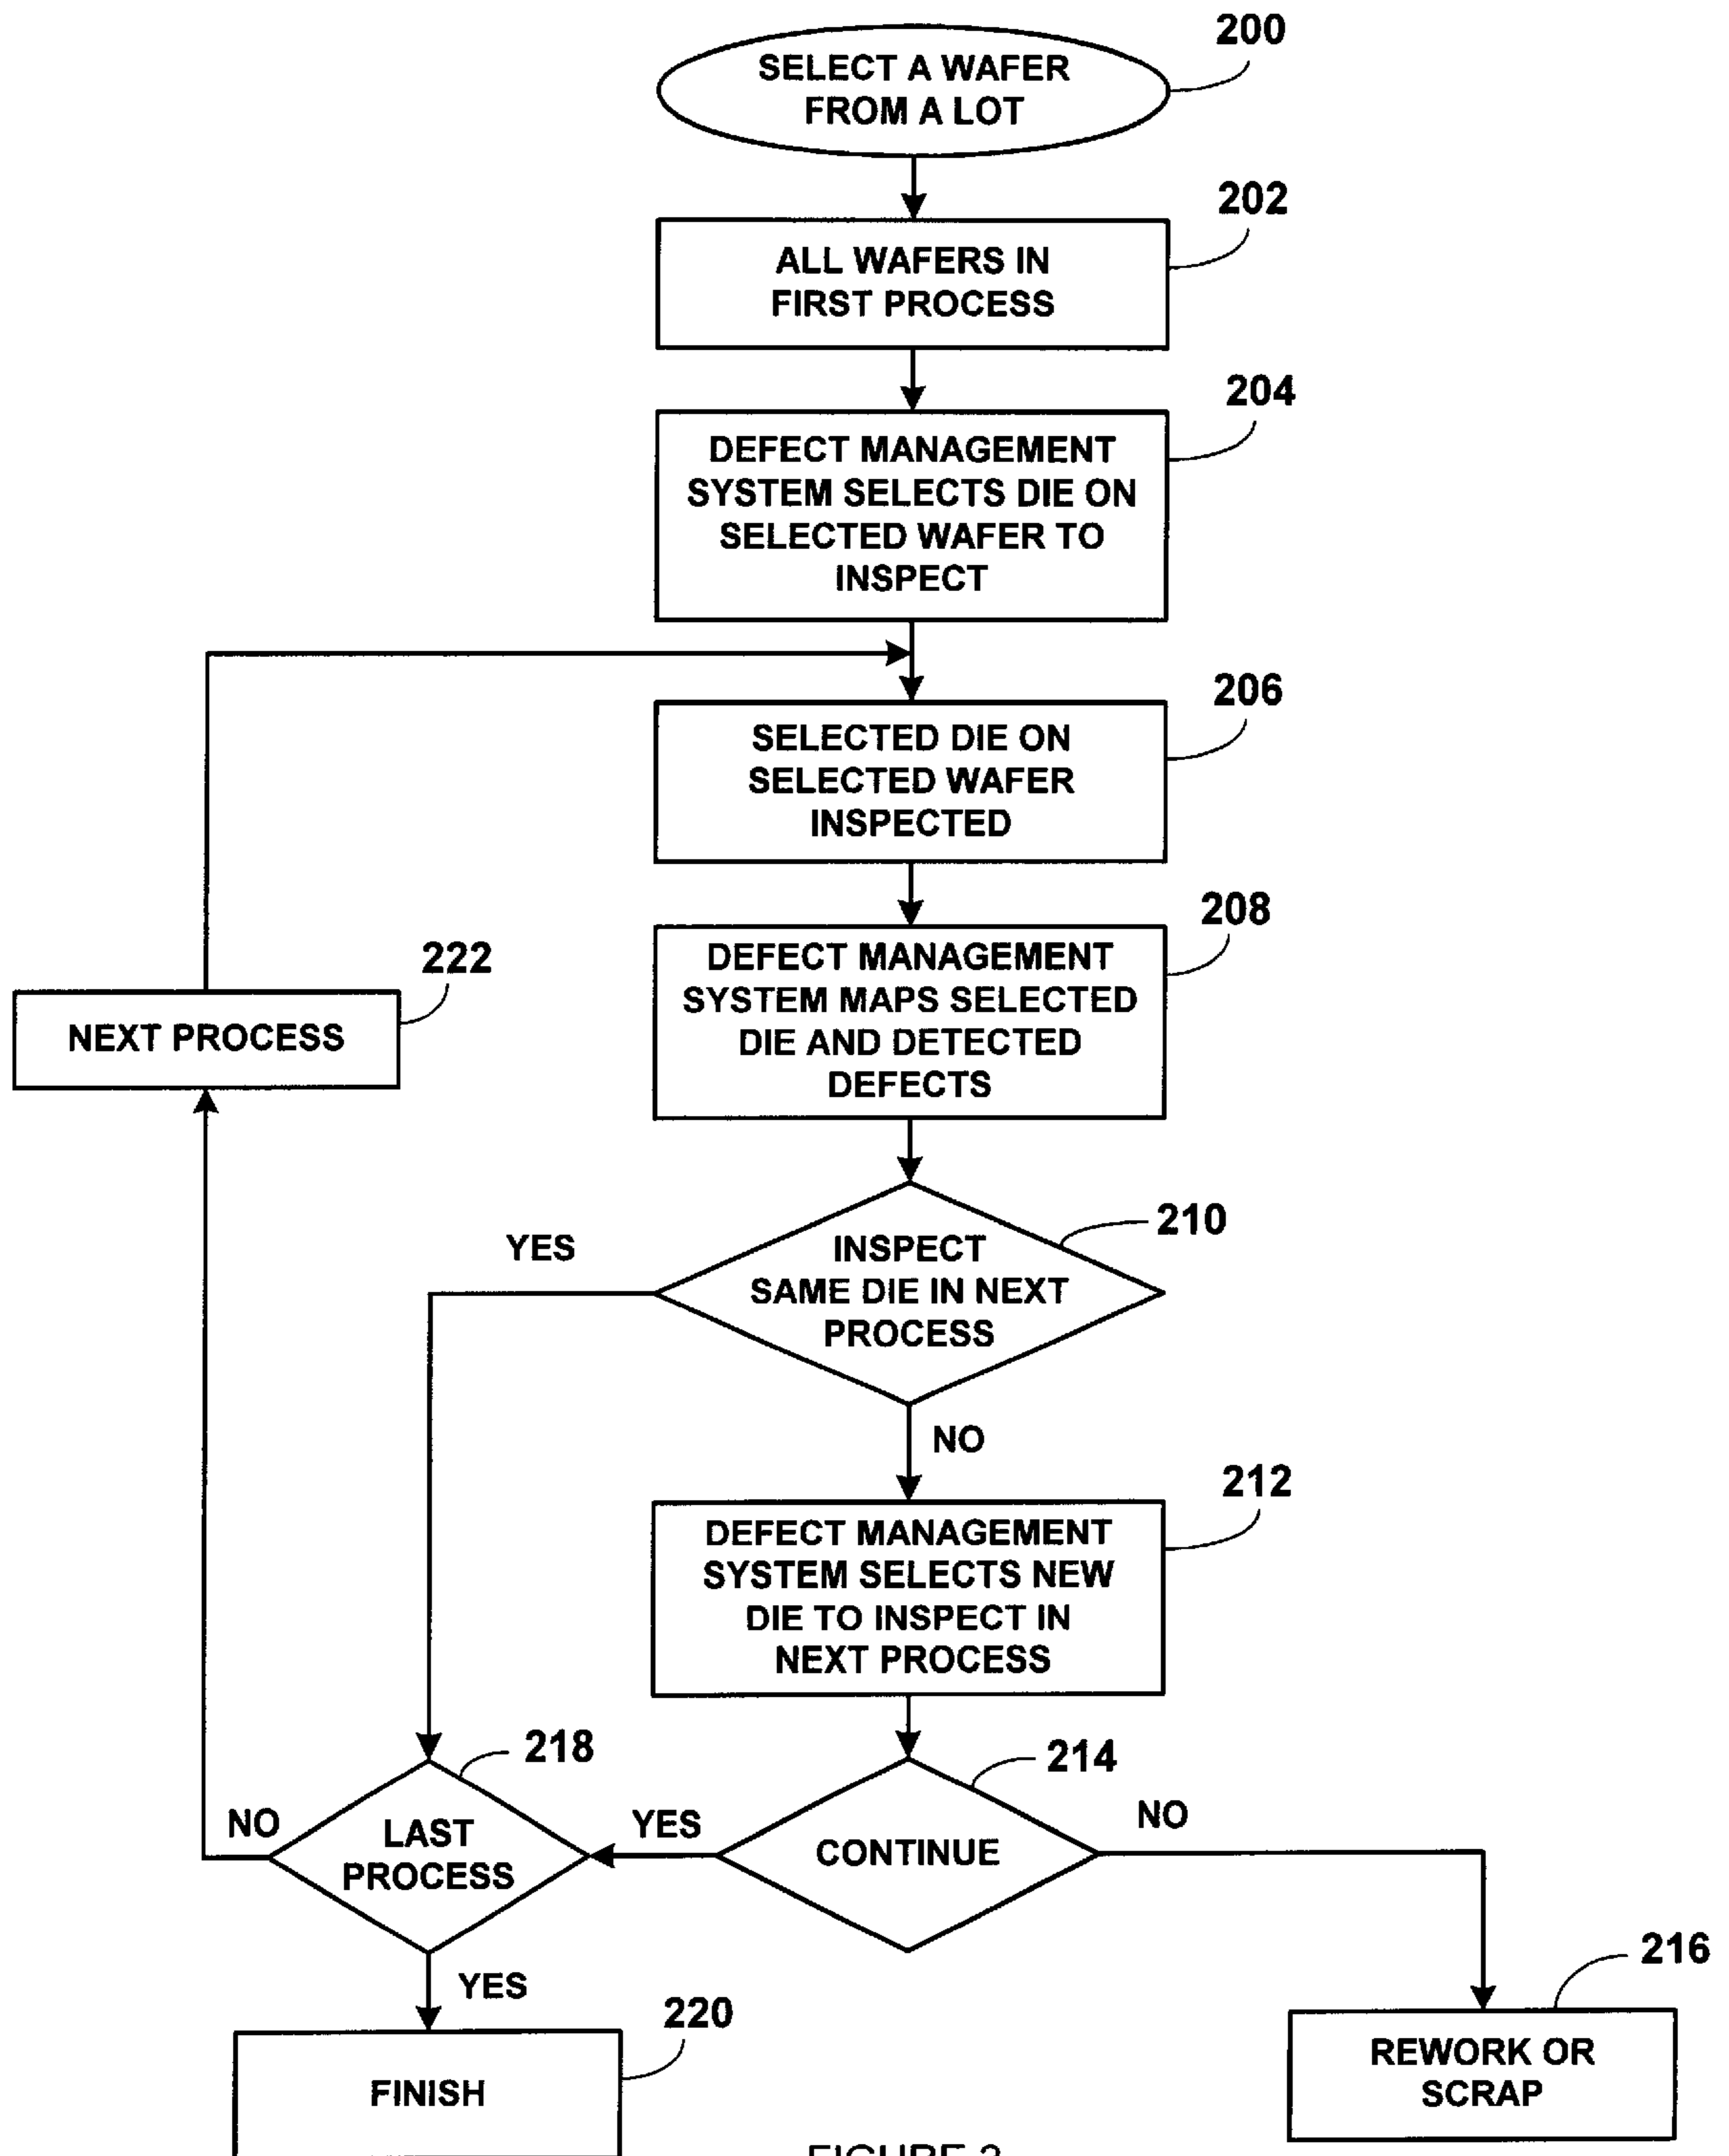 200
SELECT A WAFER
FROM A LOT
202
ALL WAFERS IN
FIRST PROCESS
204
DEFECT MANAGEMENT
SYSTEM SELECTS DIE ON
SELECTED WAFER TO
INSPECT
206
SELECTED DIE ON
SELECTED WAFER
INSPECTED
208
DEFECT MANAGEMENT
SYSTEM MAPS SELECTED
DIE AND DETECTED
DEFECTS
222
NEXT PROCESS
210
YES
INSPECT
SAME DIE IN NEXT
PROCESS
NO
212
DEFECT MANAGEMENT
SYSTEM SELECTS NEW
DIE TO INSPECT IN
NEXT PROCESS
218
214
NO
LAST
PROCESS
YES
CONTINUE
NO
YES
216
220
FINISH
REWORK OR
SCRAP